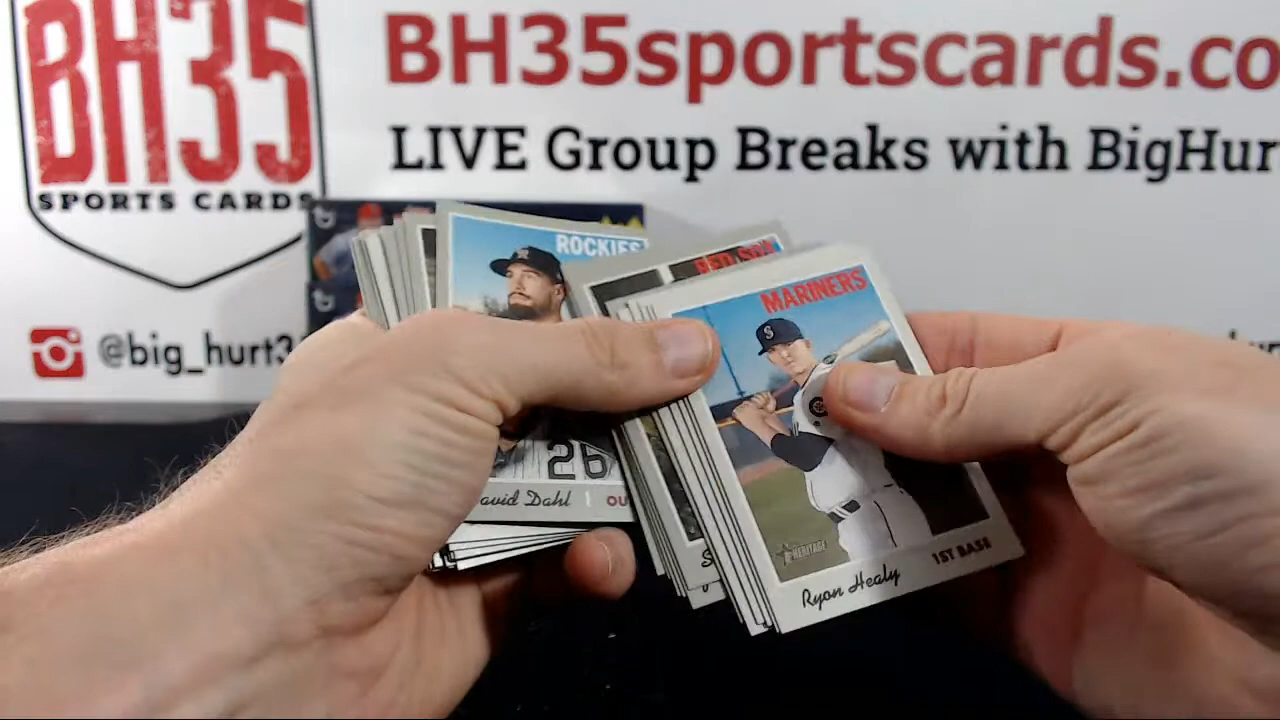 BH35
SPORTS CARDS
BH35sportscards.co
LIVE Group Breaks with BigHur
@big_hurt3
ROCKIES
RED SOX
MARINERS
S
26
avid Dahl | OU
HERITAGE
1ST BASE
Ryon Healy